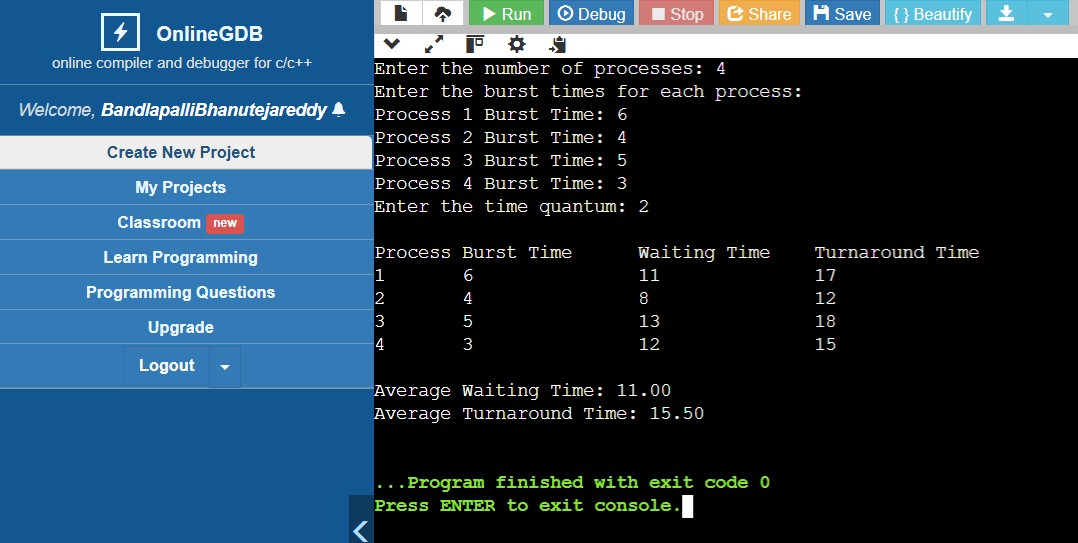 OnlineGDB
online compiler and debugger for c/c++
Welcome, BandlapalliBhanutejareddy
Create New Project
My Projects
Classroom new
Learn Programming
Programming Questions
Upgrade
Logout
Run Debug Stop Share Save { } Beautify
Enter the number of processes: 4
Enter the burst times for each process:
Process 1 Burst Time: 6
Process 2 Burst Time: 4
Process 3 Burst Time: 5
Process 4 Burst Time: 3
Enter the time quantum: 2
Process Burst Time Waiting Time Turnaround Time
1 6 11 17
2 4 8 12
3 5 13 18
4 3 12 15
Average Waiting Time: 11.00
Average Turnaround Time: 15.50
...Program finished with exit code 0
Press ENTER to exit console.